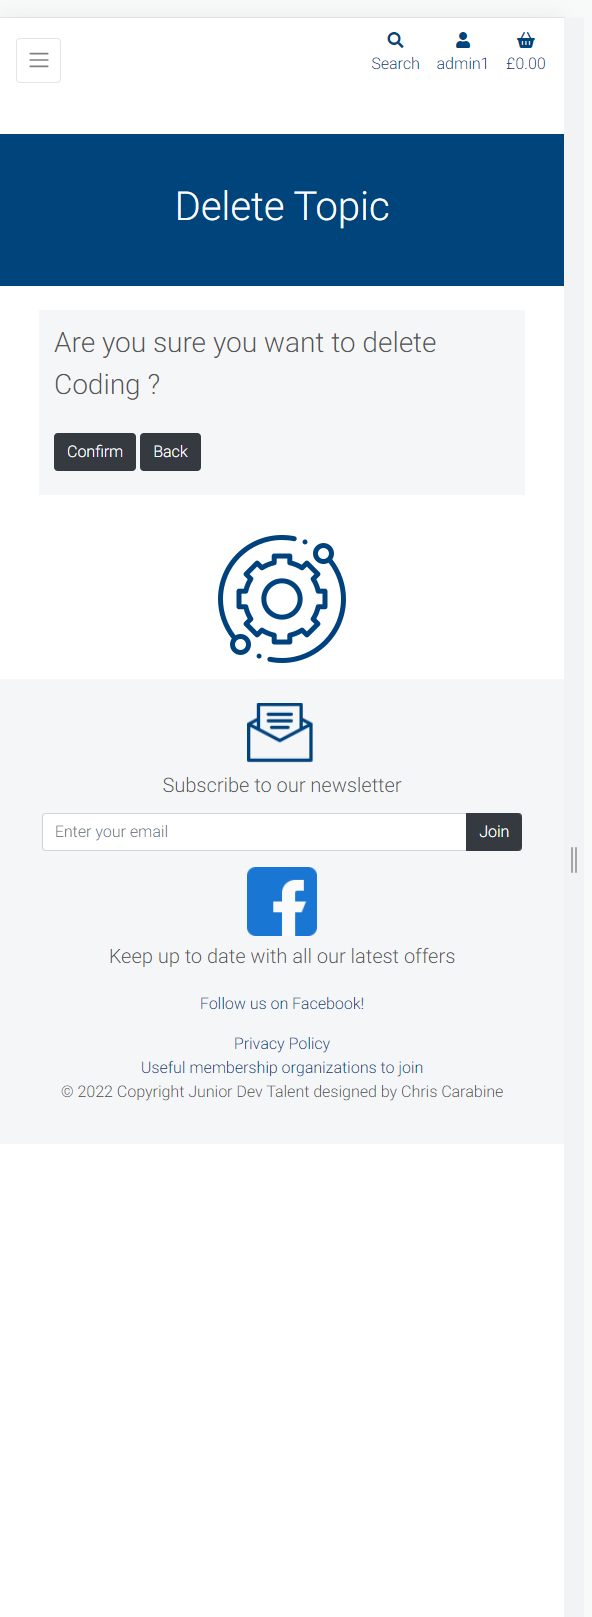 Search admin1 £0.00
Delete Topic
Are you sure you want to delete
Coding ?
Confirm Back
Subscribe to our newsletter
Enter your email Join
Keep up to date with all our latest offers
Follow us on Facebook!
Privacy Policy
Useful membership organizations to join
© 2022 Copyright Junior Dev Talent designed by Chris Carabine